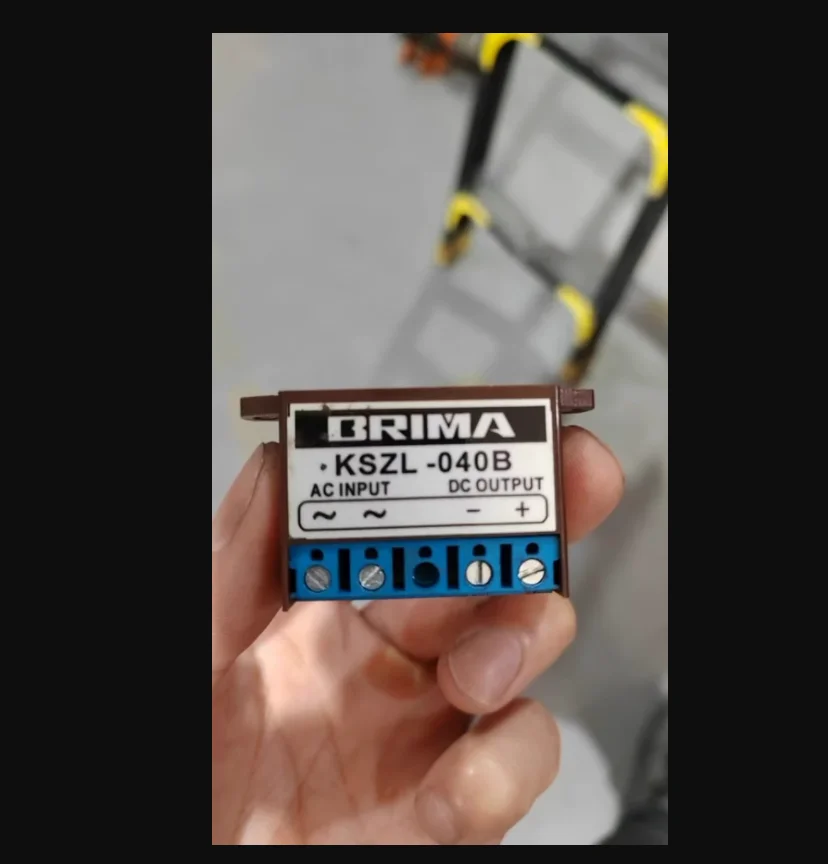 BRIMA
KSZL -040B
AC INPUT DC OUTPUT
~ ~ − +